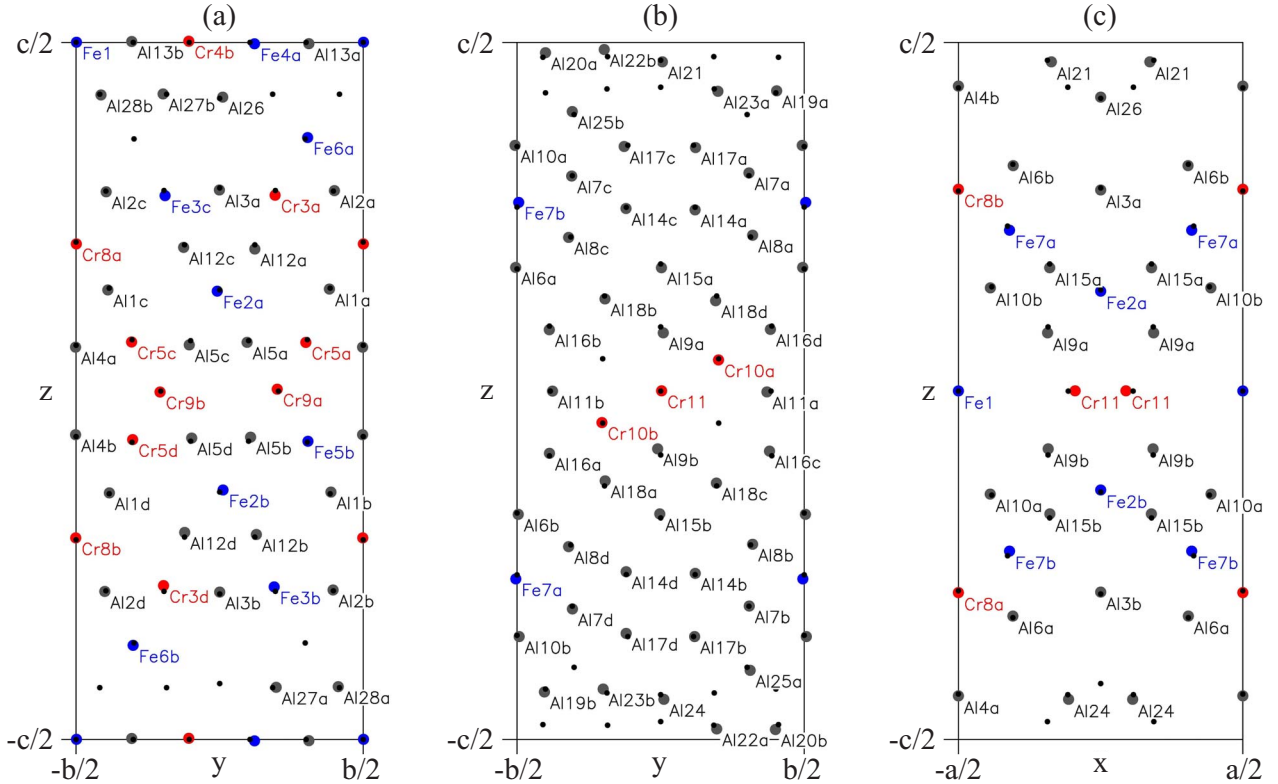 (a)
c/2
Fe1
Al13b
Cr4b
Fe4a
Al13a
Al28b
Al27b
Al26
Fe6a
Al2c
Fe3c
Al3a
Cr3a
Al2a
Cr8a
Al12c
Al12a
Al1c
Fe2a
Al1a
Al4a
Cr5c
Al5c
Al5a
Cr5a
z
Cr9b
Cr9a
Al4b
Cr5d
Al5d
Al5b
Fe5b
Al1d
Fe2b
Al1b
Cr8b
Al12d
Al12b
Al2d
Cr3d
Al3b
Fe3b
Al2b
Fe6b
Al27a
Al28a
-c/2
-b/2
y
b/2
(b)
Al20a
Al22b
Al21
Al23a
Al19a
Al25b
Al10a
Al17c
Al17a
Al7c
Al7a
Fe7b
Al14c
Al14a
Al8c
Al8a
Al6a
Al15a
Al18b
Al18d
Al16b
Al9a
Al16d
Cr10a
z
Al11b
Cr11
Al11a
Cr10b
Al16a
Al9b
Al16c
Al18a
Al18c
Al6b
Al15b
Al8d
Al8b
Fe7a
Al14d
Al14b
Al7d
Al7b
Al10b
Al17d
Al17b
Al25a
Al19b
Al23b
Al24
Al22a
Al20b
-b/2
y
b/2
(c)
c/2
Al21
Al21
Al4b
Al26
Al6b
Al6b
Cr8b
Al3a
Fe7a
Fe7a
Al15a
Al15a
Al10b
Fe2a
Al10b
Al9a
Al9a
z
Fe1
Cr11
Cr11
Al9b
Al9b
Al10a
Fe2b
Al10a
Al15b
Al15b
Fe7b
Fe7b
Cr8a
Al3b
Al6a
Al6a
Al4a
Al24
Al24
-c/2
-a/2
x
a/2